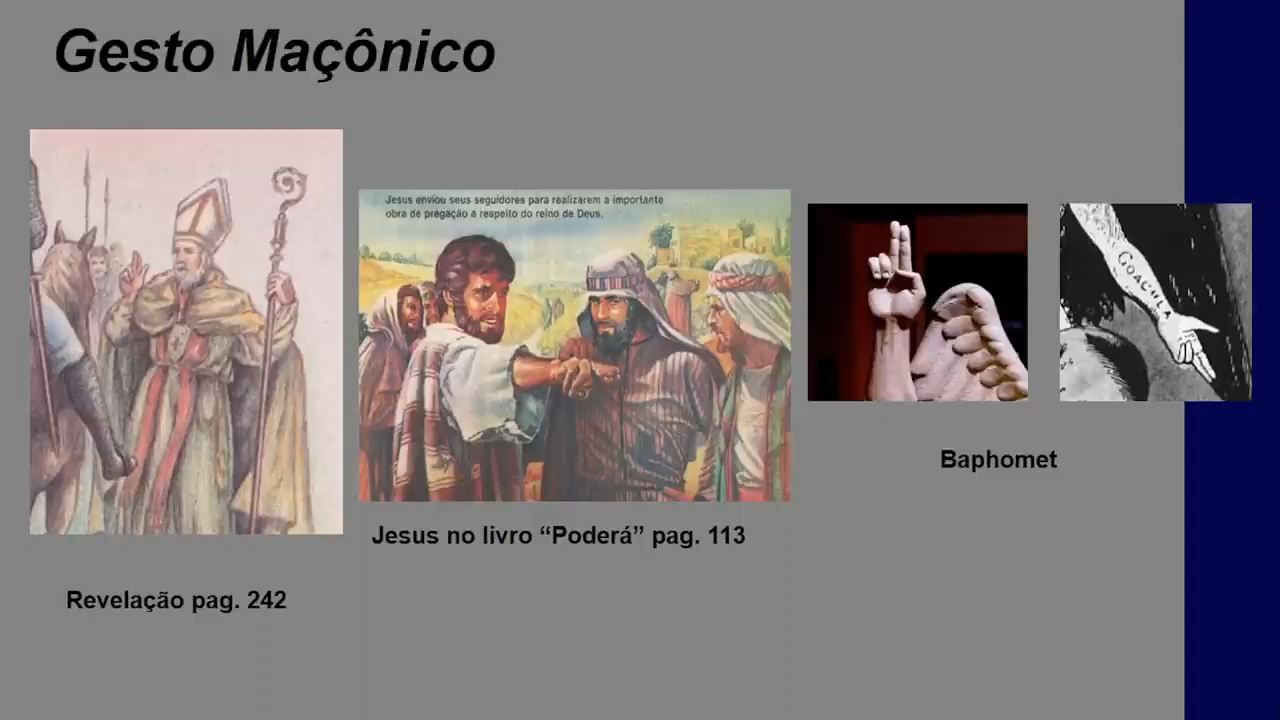 Gesto Maçônico
Jesus enviou seus seguidores para realizarem a importante
obra de pregação a respeito do reino de Deus.
COAGULA
Baphomet
Jesus no livro “Poderá” pag. 113
Revelação pag. 242